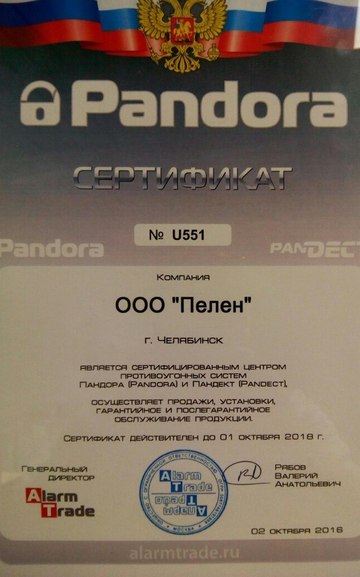 Pandora
СЕРТИФИКАТ
№ U551
Pandora PANDECT
Компания
ООО "Пелен"
г. Челябинск
является сертифицированным центром
противоугонных систем
Пандора (Pandora) и Пандект (Pandect),
осуществляет продажи, установки,
гарантийное и послегарантийное
обслуживание продукции.
Сертификат действителен до 01 октября 2018 г.
Генеральный
директор
Alarm
Trade
Alarm
Trade
Рябов
Валерий
Анатольевич
02 октября 2016
alarmtrade.ru